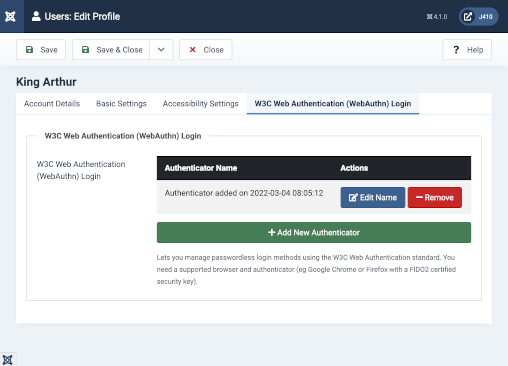 Users: Edit Profile
4.1.0
J410
Save
Save & Close
Close
Help
King Arthur
Account Details
Basic Settings
Accessibility Settings
W3C Web Authentication (WebAuthn) Login
W3C Web Authentication (WebAuthn) Login
W3C Web Authentication
(WebAuthn) Login
Authenticator Name
Actions
Authenticator added on 2022-03-04 08:05:12
Edit Name
Remove
Add New Authenticator
Lets you manage passwordless login methods using the W3C Web Authentication standard. You
need a supported browser and authenticator (eg Google Chrome or Firefox with a FIDO2 certified
security key).